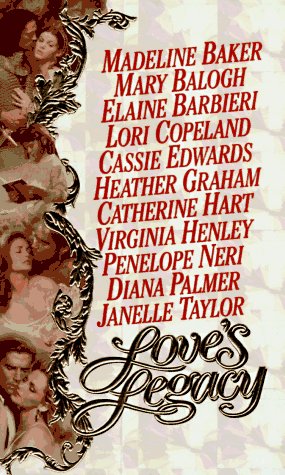 MADELINE BAKER
MARY BALOGH
ELAINE BARBIERI
LORI COPELAND
CASSIE EDWARDS
HEATHER GRAHAM
CATHERINE HART
VIRGINIA HENLEY
PENELOPE NERI
DIANA PALMER
JANELLE TAYLOR
Love's
Legacy